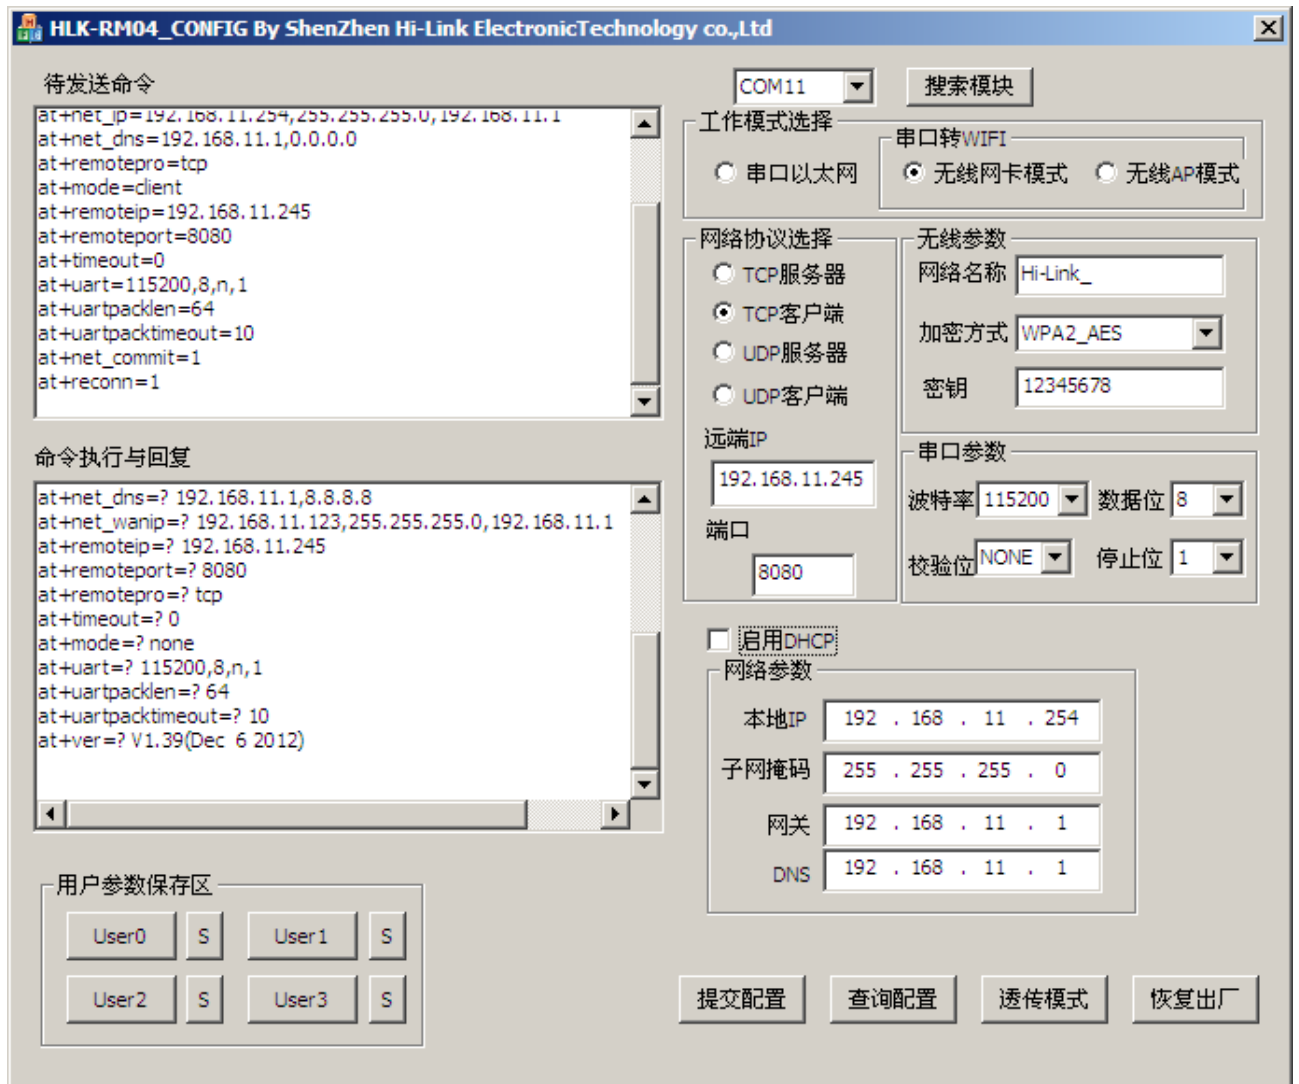 HLK-RM04_CONFIG By ShenZhen Hi-Link ElectronicTechnology co.,Ltd
待发送命令
at+net_ip=192.168.11.254,255.255.255.0,192.168.11.1
at+net_dns=192.168.11.1,0.0.0.0
at+remotepro=tcp
at+mode=client
at+remoteip=192.168.11.245
at+remoteport=8080
at+timeout=0
at+uart=115200,8,n,1
at+uartpacklen=64
at+uartpacktimeout=10
at+net_commit=1
at+reconn=1
命令执行与回复
at+net_dns=? 192.168.11.1,8.8.8.8
at+net_wanip=? 192.168.11.123,255.255.255.0,192.168.11.1
at+remoteip=? 192.168.11.245
at+remoteport=? 8080
at+remotepro=? tcp
at+timeout=? 0
at+mode=? none
at+uart=? 115200,8,n,1
at+uartpacklen=? 64
at+uartpacktimeout=? 10
at+ver=? V1.39(Dec  6 2012)
用户参数保存区
User0 S User1 S
User2 S User3 S
COM11 搜索模块
工作模式选择
串口转WIFI
串口以太网 无线网卡模式 无线AP模式
网络协议选择
TCP服务器
TCP客户端
UDP服务器
UDP客户端
远端IP
192.168.11.245
端口
8080
无线参数
网络名称 Hi-Link_
加密方式 WPA2_AES
密钥 12345678
串口参数
波特率 115200 数据位 8
校验位 NONE 停止位 1
启用DHCP
网络参数
本地IP 192 . 168 . 11 . 254
子网掩码 255 . 255 . 255 . 0
网关 192 . 168 . 11 . 1
DNS 192 . 168 . 11 . 1
提交配置 查询配置 透传模式 恢复出厂